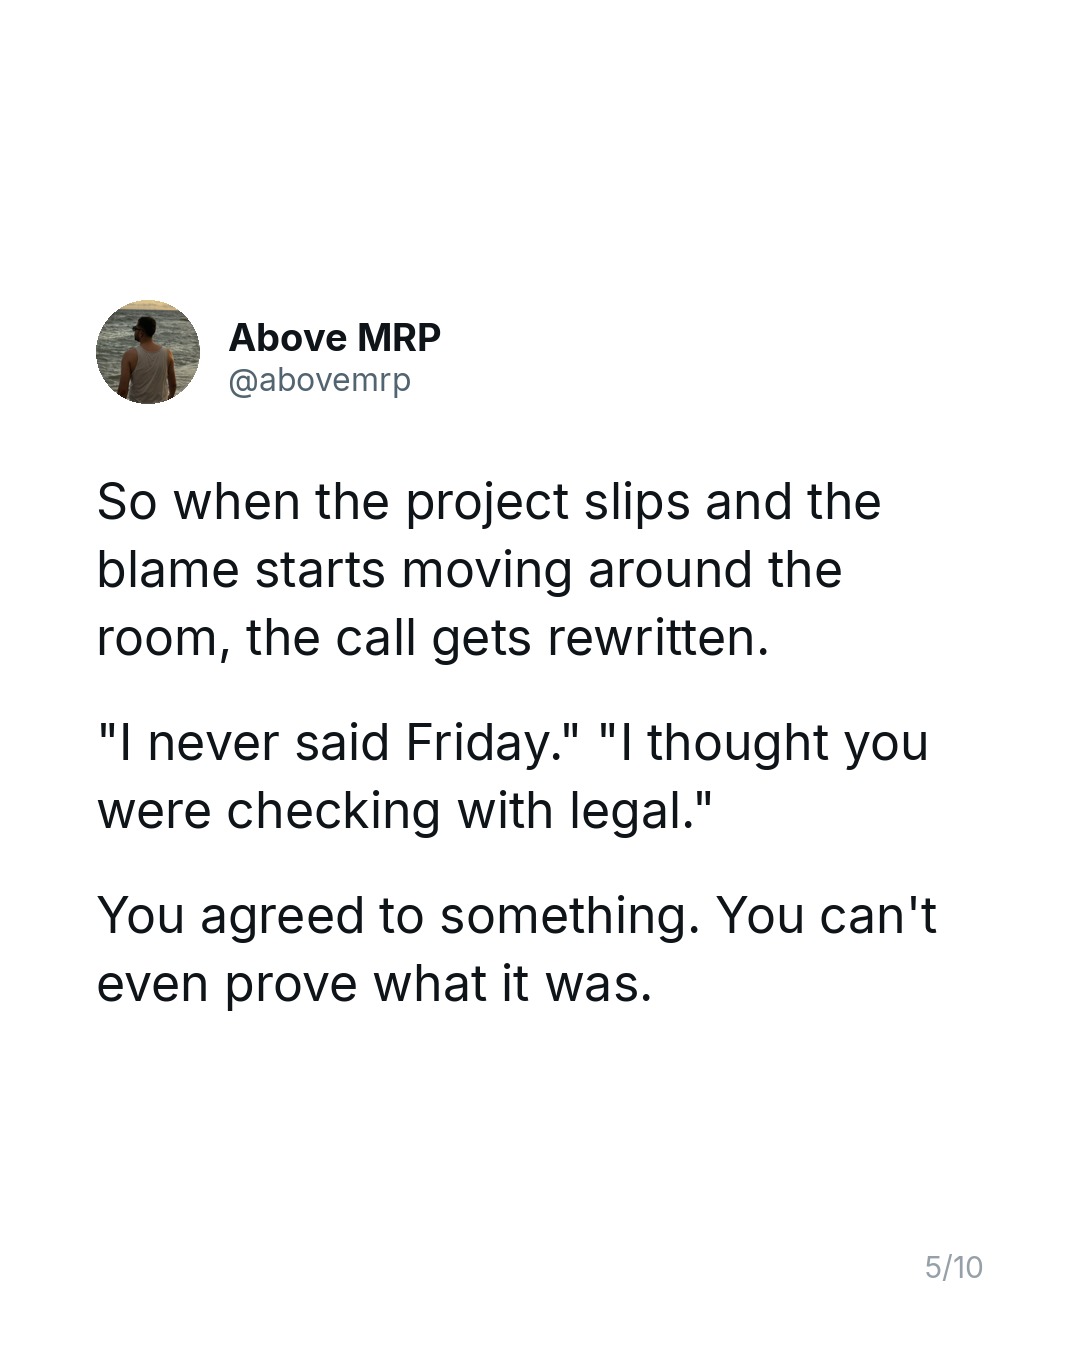 Above MRP
@abovemrp
So when the project slips and the
blame starts moving around the
room, the call gets rewritten.
"I never said Friday." "I thought you
were checking with legal."
You agreed to something. You can't
even prove what it was.
5/10